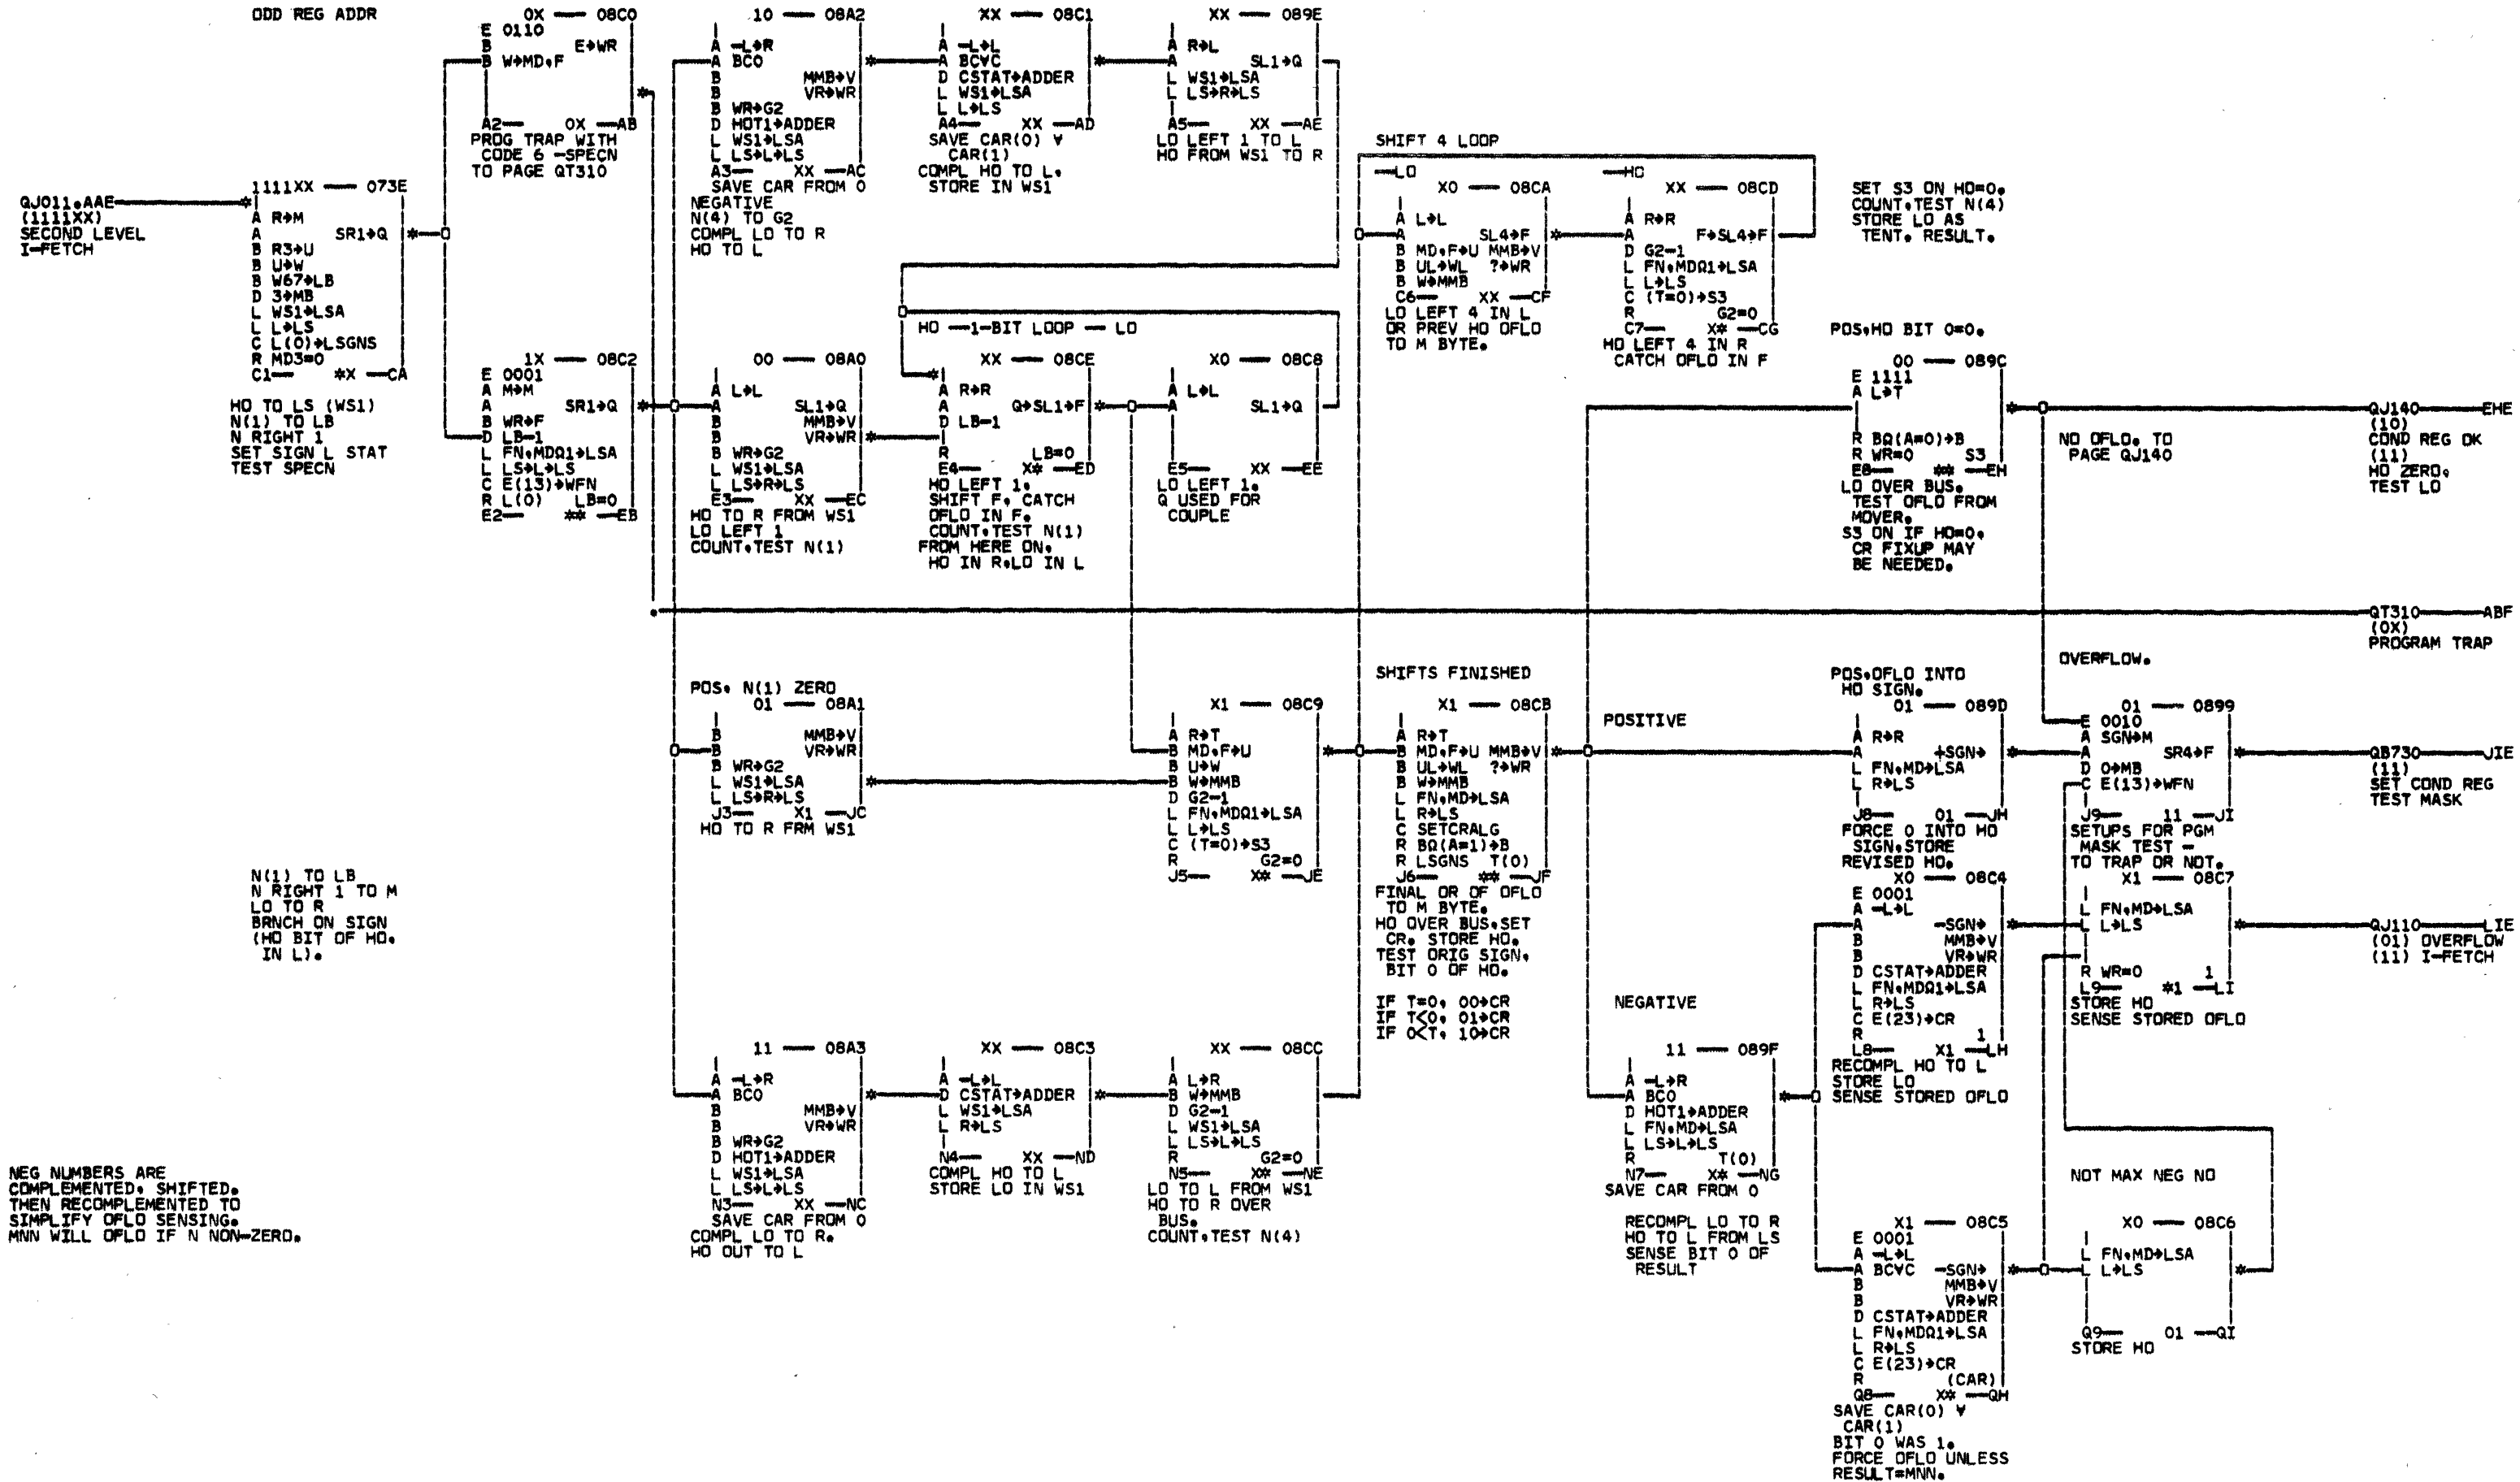 ODD REG ADDR
QJ011.AAE
(1111XX)
SECOND LEVEL
I-FETCH
1111XX — 073E
A R→M
A SR1→Q
B R3→U
B U→W
B W67→LB
D 3→MB
L WS1→LSA
L L→LS
C L(0)→LSGNS
R MD3=0
C1— *X —CA
HO TO LS (WS1)
N(1) TO LB
N RIGHT 1
SET SIGN L STAT
TEST SPECN
N(1) TO LB
N RIGHT 1 TO M
LO TO R
BRNCH ON SIGN
(HO BIT OF HO.
IN L).
NEG NUMBERS ARE
COMPLEMENTED. SHIFTED.
THEN RECOMPLEMENTED TO
SIMPLIFY OFLO SENSING.
MNN WILL OFLO IF N NON-ZERO.
0X — 08C0
E 0110
B E→WR
B W→MD.F
A2— 0X —AB
PROG TRAP WITH
CODE 6 -SPECN
TO PAGE QT310
1X — 08C2
E 0001
A M→M
A SR1→Q
B WR→F
D LB-1
L FN.MDΩ1→LSA
L LS→L→LS
C E(13)→WFN
R L(0) LB=0
E2— ** —EB
10 — 08A2
A -L→R
A BC0
B MMB→V
B VR→WR
B WR→G2
D HOT1→ADDER
L WS1→LSA
L LS→L→LS
A3— XX —AC
SAVE CAR FROM 0
NEGATIVE
N(4) TO G2
COMPL LO TO R
HO TO L
XX — 08C1
A -L→L
A BC∀C
D CSTAT→ADDER
L WS1→LSA
L L→LS
A4— XX —AD
SAVE CAR(0) ∀
CAR(1)
COMPL HO TO L.
STORE IN WS1
XX — 089E
A R→L
A SL1→Q
L WS1→LSA
L LS→R→LS
A5— XX —AE
LO LEFT 1 TO L
HO FROM WS1 TO R
00 — 08A0
A L→L
A SL1→Q
B MMB→V
B VR→WR
B WR→G2
L WS1→LSA
L LS→R→LS
E3— XX —EC
HO TO R FROM WS1
LO LEFT 1
COUNT.TEST N(1)
HO —1-BIT LOOP — LO
XX — 08CE
A R→R
A Q→SL1→F
D LB-1
R LB=0
E4— X* —ED
HO LEFT 1.
SHIFT F. CATCH
OFLO IN F.
COUNT.TEST N(1)
FROM HERE ON.
HO IN R.LO IN L
X0 — 08C8
A L→L
A SL1→Q
E5— XX —EE
LO LEFT 1.
Q USED FOR
COUPLE
SHIFT 4 LOOP
—LO
X0 — 08CA
A L→L
A SL4→F
B MD.F→U MMB→V
B UL→WL ?→WR
B W→MMB
C6— XX —CF
LO LEFT 4 IN L
OR PREV HO OFLO
TO M BYTE.
—HO
XX — 08CD
A R→R
A F→SL4→F
D G2-1
L FN.MDΩ1→LSA
L L→LS
C (T=0)→S3
R G2=0
C7— X* —CG
HO LEFT 4 IN R
CATCH OFLO IN F
SET S3 ON HO=0.
COUNT.TEST N(4)
STORE LO AS
TENT. RESULT.
POS.HO BIT 0=0.
00 — 089C
E 1111
A L→T
R BΩ(A=0)→B
R WR=0 S3
E8— ** —EH
LO OVER BUS.
TEST OFLO FROM
MOVER.
S3 ON IF HO=0.
CR FIXUP MAY
BE NEEDED.
NO OFLO. TO
PAGE QJ140
QJ140—EHE
(10)
COND REG OK
(11)
HO ZERO.
TEST LO
QT310—ABF
(0X)
PROGRAM TRAP
POS. N(1) ZERO
01 — 08A1
B MMB→V
B VR→WR
B WR→G2
L WS1→LSA
L LS→R→LS
J3— X1 —JC
HO TO R FRM WS1
X1 — 08C9
A R→T
B MD.F→U
B U→W
B W→MMB
D G2-1
L FN.MDΩ1→LSA
L L→LS
C (T=0)→S3
R G2=0
J5— X* —JE
SHIFTS FINISHED
X1 — 08CB
A R→T
B MD.F→U MMB→V
B UL→WL ?→WR
B W→MMB
L FN.MD→LSA
L R→LS
C SETCRALG
R BΩ(A=1)→B
R LSGNS T(0)
J6— ** —JF
FINAL OR OF OFLO
TO M BYTE.
HO OVER BUS.SET
CR. STORE HO.
TEST ORIG SIGN.
BIT 0 OF HO.
IF T=0. 00→CR
IF T<0. 01→CR
IF 0<T. 10→CR
POSITIVE
POS.OFLO INTO
HO SIGN.
01 — 089D
A R→R
A +SGN→
L FN.MD→LSA
L R→LS
J8— 01 —JH
FORCE 0 INTO HO
SIGN.STORE
REVISED HO.
OVERFLOW.
01 — 0899
E 0010
A SGN→M
A SR4→F
D 0→MB
C E(13)→WFN
J9— 11 —JI
SETUPS FOR PGM
MASK TEST -
TO TRAP OR NOT.
QB730—JIE
(11)
SET COND REG
TEST MASK
X0 — 08C4
E 0001
A -L→L
A -SGN→
B MMB→V
B VR→WR
D CSTAT→ADDER
L FN.MDΩ1→LSA
L R→LS
C E(23)→CR
R 1
L8— X1 —LH
RECOMPL HO TO L
STORE LO
SENSE STORED OFLO
X1 — 08C7
L FN.MD→LSA
L L→LS
R WR=0 1
L9— *1 —LI
STORE HO
SENSE STORED OFLO
QJ110—LIE
(01) OVERFLOW
(11) I-FETCH
11 — 08A3
A -L→R
A BC0
B MMB→V
B VR→WR
B WR→G2
D HOT1→ADDER
L WS1→LSA
L LS→L→LS
N3— XX —NC
SAVE CAR FROM 0
COMPL LO TO R.
HO OUT TO L
XX — 08C3
A -L→L
D CSTAT→ADDER
L WS1→LSA
L R→LS
N4— XX —ND
COMPL HO TO L
STORE LO IN WS1
XX — 08CC
A L→R
B W→MMB
D G2-1
L WS1→LSA
L LS→L→LS
R G2=0
N5— X* —NE
LO TO L FROM WS1
HO TO R OVER
BUS.
COUNT.TEST N(4)
NEGATIVE
11 — 089F
A -L→R
A BC0
D HOT1→ADDER
L FN.MD→LSA
L LS→L→LS
R T(0)
N7— X* —NG
SAVE CAR FROM 0
RECOMPL LO TO R
HO TO L FROM LS
SENSE BIT 0 OF
RESULT
X1 — 08C5
E 0001
A -L→L
A BC∀C -SGN→
B MMB→V
B VR→WR
D CSTAT→ADDER
L FN.MDΩ1→LSA
L R→LS
C E(23)→CR
R (CAR)
Q8— X* —QH
SAVE CAR(0) ∀
CAR(1)
BIT 0 WAS 1.
FORCE OFLO UNLESS
RESULT=MNN.
NOT MAX NEG NO
X0 — 08C6
L FN.MD→LSA
L L→LS
Q9— 01 —QI
STORE HO